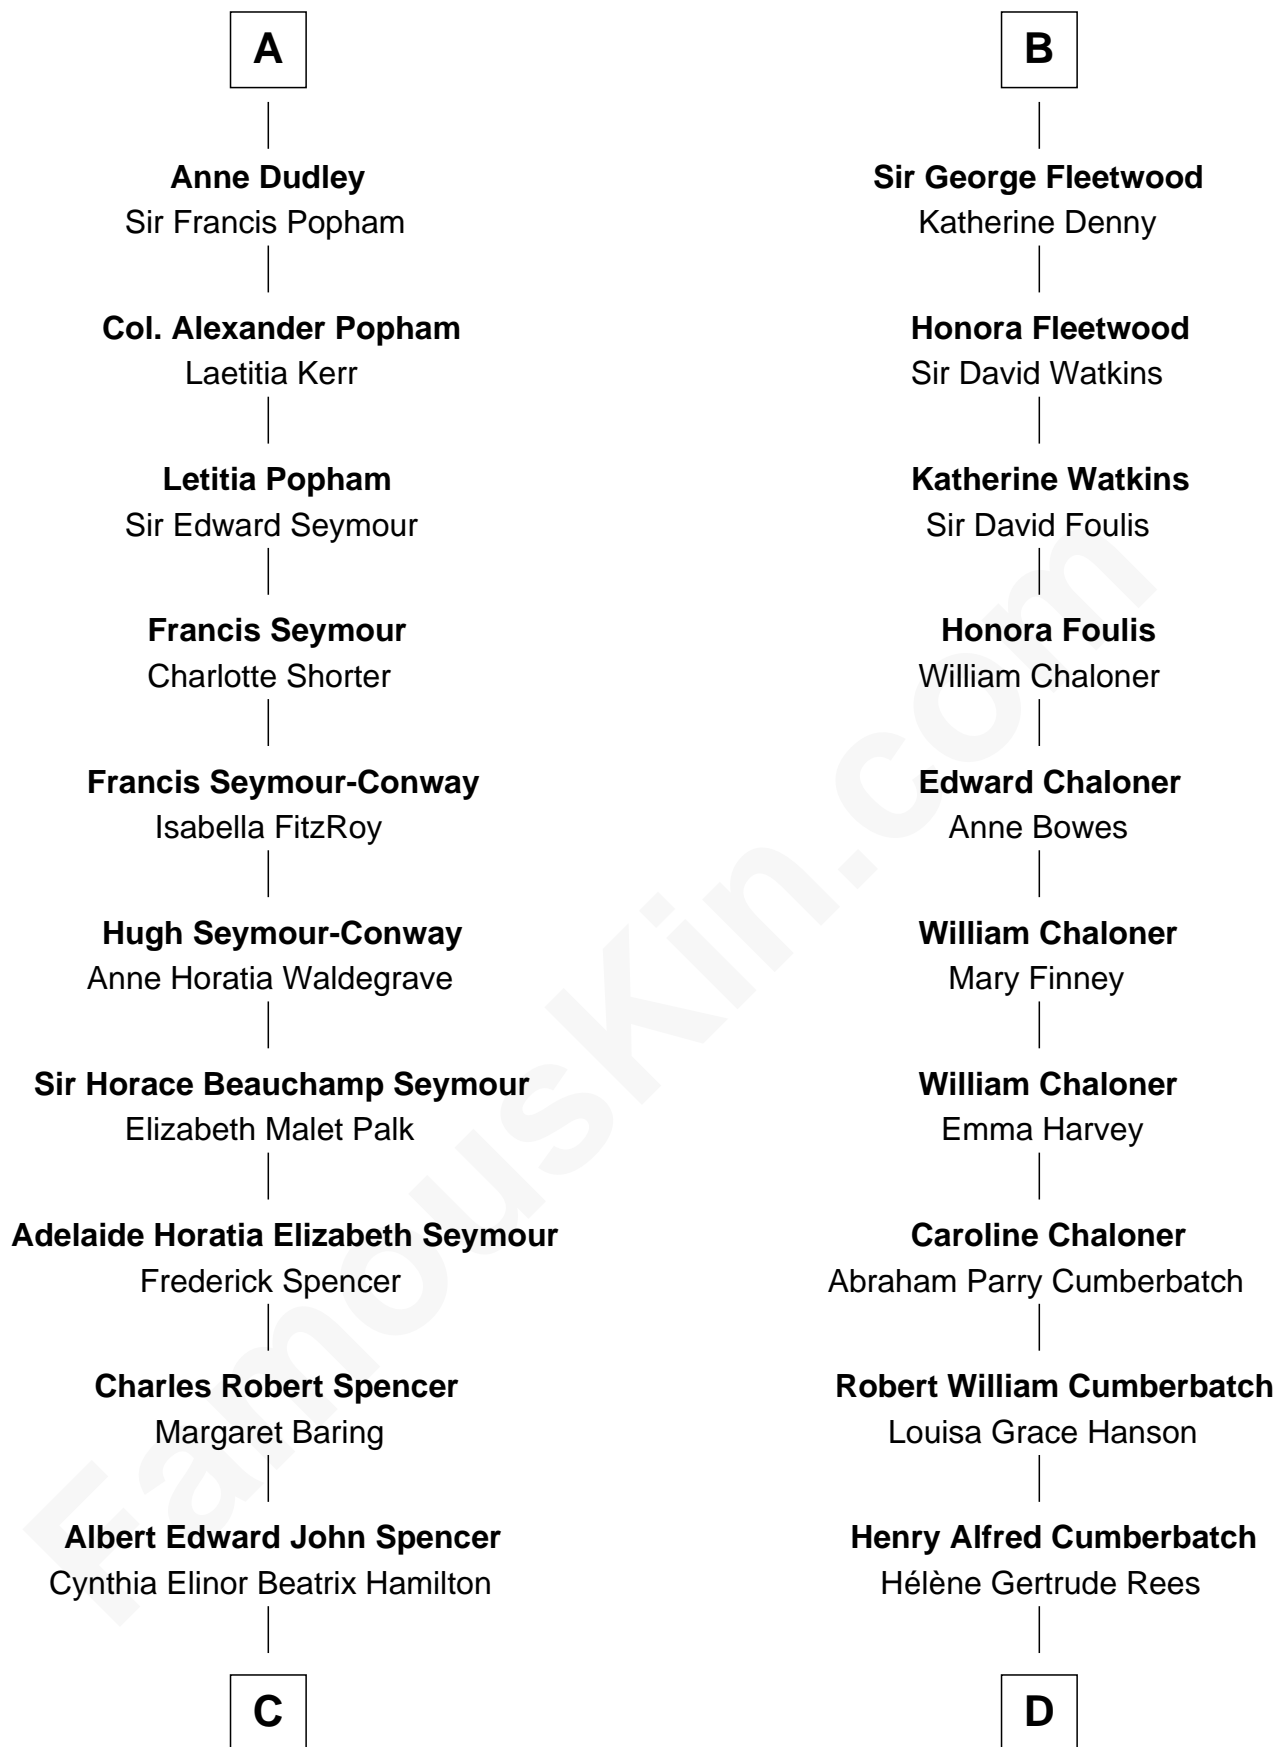 A
Anne Dudley
Sir Francis Popham
Col. Alexander Popham
Laetitia Kerr
Letitia Popham
Sir Edward Seymour
Francis Seymour
Charlotte Shorter
Francis Seymour-Conway
Isabella FitzRoy
Hugh Seymour-Conway
Anne Horatia Waldegrave
Sir Horace Beauchamp Seymour
Elizabeth Malet Palk
Adelaide Horatia Elizabeth Seymour
Frederick Spencer
Charles Robert Spencer
Margaret Baring
Albert Edward John Spencer
Cynthia Elinor Beatrix Hamilton
C
B
Sir George Fleetwood
Katherine Denny
Honora Fleetwood
Sir David Watkins
Katherine Watkins
Sir David Foulis
Honora Foulis
William Chaloner
Edward Chaloner
Anne Bowes
William Chaloner
Mary Finney
William Chaloner
Emma Harvey
Caroline Chaloner
Abraham Parry Cumberbatch
Robert William Cumberbatch
Louisa Grace Hanson
Henry Alfred Cumberbatch
Hélène Gertrude Rees
D
FamousKin.com